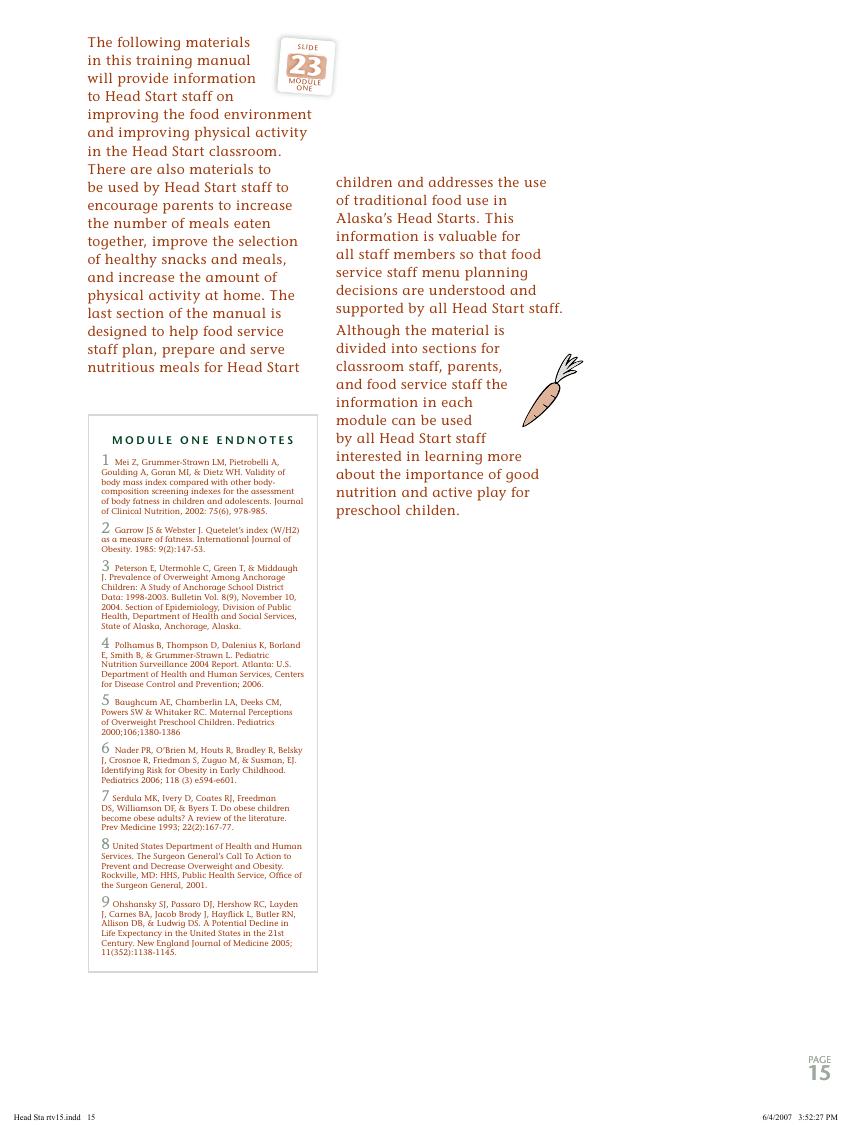 The following materials
in this training manual
will provide information
to Head Start staff on
improving the food environment
and improving physical activity
in the Head Start classroom.
There are also materials to
be used by Head Start staff to
encourage parents to increase
the number of meals eaten
together, improve the selection
of healthy snacks and meals,
and increase the amount of
physical activity at home. The
last section of the manual is
designed to help food service
staff plan, prepare and serve
nutritious meals for Head Start
SLIDE
23
MODULE
ONE
children and addresses the use
of traditional food use in
Alaska's Head Starts. This
information is valuable for
all staff members so that food
service staff menu planning
decisions are understood and
supported by all Head Start staff.
Although the material is
divided into sections for
classroom staff, parents,
and food service staff the
information in each
module can be used
by all Head Start staff
interested in learning more
about the importance of good
nutrition and active play for
preschool childen.
MODULE ONE ENDNOTES
1 Mei Z, Grummer-Strawn LM, Pietrobelli A,
Goulding A, Goran MI, & Dietz WH. Validity of
body mass index compared with other body-
composition screening indexes for the assessment
of body fatness in children and adolescents. Journal
of Clinical Nutrition, 2002: 75(6), 978-985.
2 Garrow JS & Webster J. Quetelet's index (W/H2)
as a measure of fatness. International Journal of
Obesity. 1985: 9(2):147-53.
3 Peterson E, Utermohle C, Green T, & Middaugh
J. Prevalence of Overweight Among Anchorage
Children: A Study of Anchorage School District
Data: 1998-2003. Bulletin Vol. 8(9), November 10,
2004. Section of Epidemiology, Division of Public
Health, Department of Health and Social Services,
State of Alaska, Anchorage, Alaska.
4 Polhamus B, Thompson D, Dalenius K, Borland
E, Smith B, & Grummer-Strawn L. Pediatric
Nutrition Surveillance 2004 Report. Atlanta: U.S.
Department of Health and Human Services, Centers
for Disease Control and Prevention; 2006.
5 Baughcum AE, Chamberlin LA, Deeks CM,
Powers SW & Whitaker RC. Maternal Perceptions
of Overweight Preschool Children. Pediatrics
2000;106;1380-1386
6 Nader PR, O'Brien M, Houts R, Bradley R, Belsky
J, Crosnoe R, Friedman S, Zuguo M, & Susman, EJ.
Identifying Risk for Obesity in Early Childhood.
Pediatrics 2006; 118 (3) e594-e601.
7 Serdula MK, Ivery D, Coates RJ, Freedman
DS, Williamson DF, & Byers T. Do obese children
become obese adults? A review of the literature.
Prev Medicine 1993; 22(2):167-77.
8 United States Department of Health and Human
Services. The Surgeon General's Call To Action to
Prevent and Decrease Overweight and Obesity.
Rockville, MD: HHS, Public Health Service, Office of
the Surgeon General, 2001.
9 Ohshansky SJ, Passaro DJ, Hershow RC, Layden
J, Carnes BA, Jacob Brody J, Hayflick L, Butler RN,
Allison DB, & Ludwig DS. A Potential Decline in
Life Expectancy in the United States in the 21st
Century. New England Journal of Medicine 2005;
11(352):1138-1145.
PAGE
15
Head Sta rtv15.indd 15
6/4/2007 3:52:27 PM